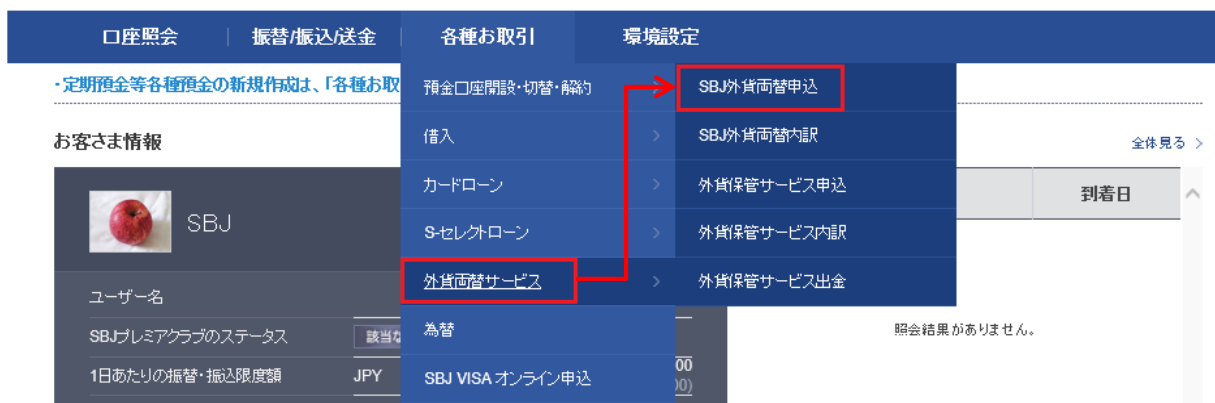 口座照会 振替/振込/送金 各種お取引 環境設定
・定期預金等各種預金の新規作成は、「各種お取
預金口座開設・切替・解約
SBJ外貨両替申込
お客さま情報
借入
SBJ外貨両替内訳
全体見る
カードローン
外貨保管サービス申込
到着日
SBJ
S-セレクトローン
外貨保管サービス内訳
外貨両替サービス
外貨保管サービス出金
ユーザー名
SBJプレミアクラブのステータス 該当な
為替
照会結果がありません。
1日あたりの振替・振込限度額 JPY
SBJ VISA オンライン申込
00
00)